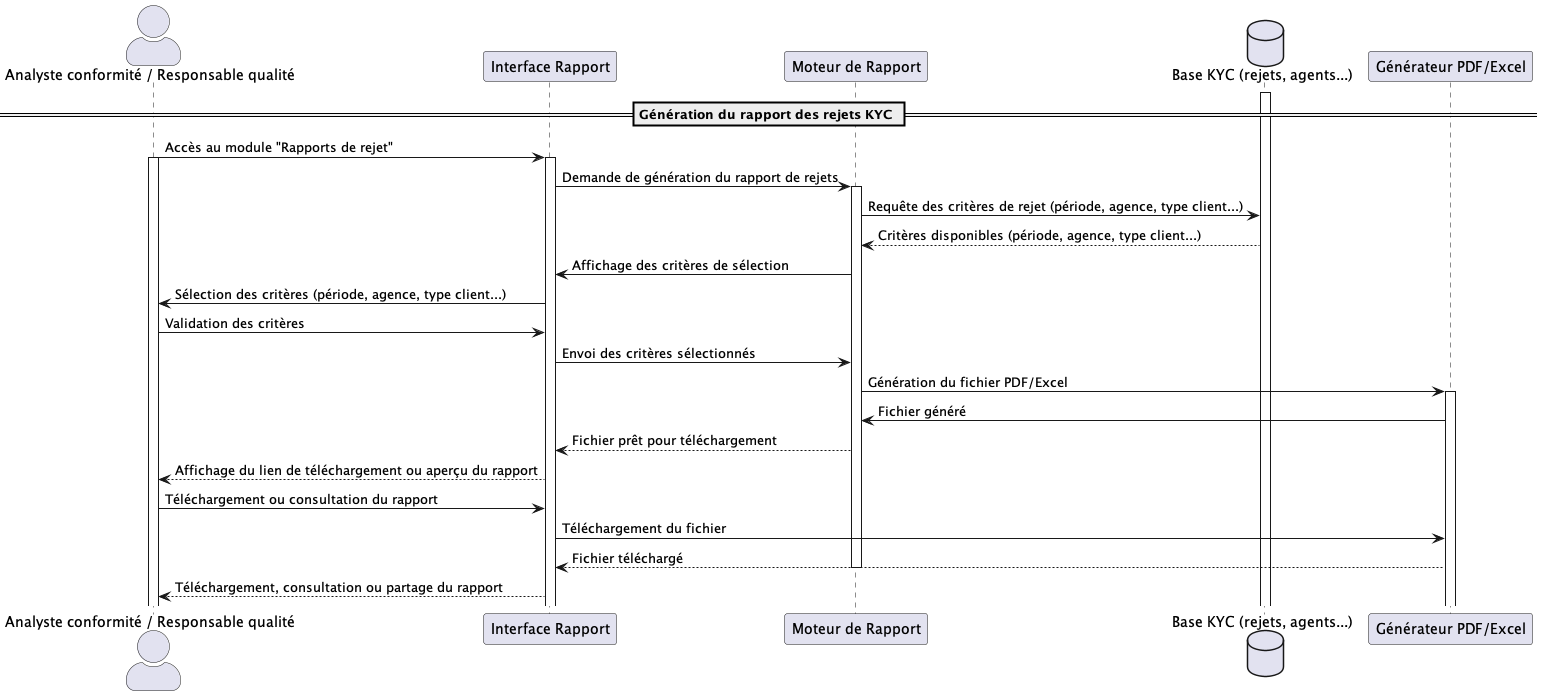 Analyste conformité / Responsable qualité
Interface Rapport
Moteur de Rapport
Base KYC (rejets, agents...)
Générateur PDF/Excel
Génération du rapport des rejets KYC
Accès au module "Rapports de rejet"
Demande de génération du rapport de rejets
Requête des critères de rejet (période, agence, type client...)
Critères disponibles (période, agence, type client...)
Affichage des critères de sélection
Sélection des critères (période, agence, type client...)
Validation des critères
Envoi des critères sélectionnés
Génération du fichier PDF/Excel
Fichier généré
Fichier prêt pour téléchargement
Affichage du lien de téléchargement ou aperçu du rapport
Téléchargement ou consultation du rapport
Téléchargement du fichier
Fichier téléchargé
Téléchargement, consultation ou partage du rapport
Analyste conformité / Responsable qualité
Interface Rapport
Moteur de Rapport
Base KYC (rejets, agents...)
Générateur PDF/Excel